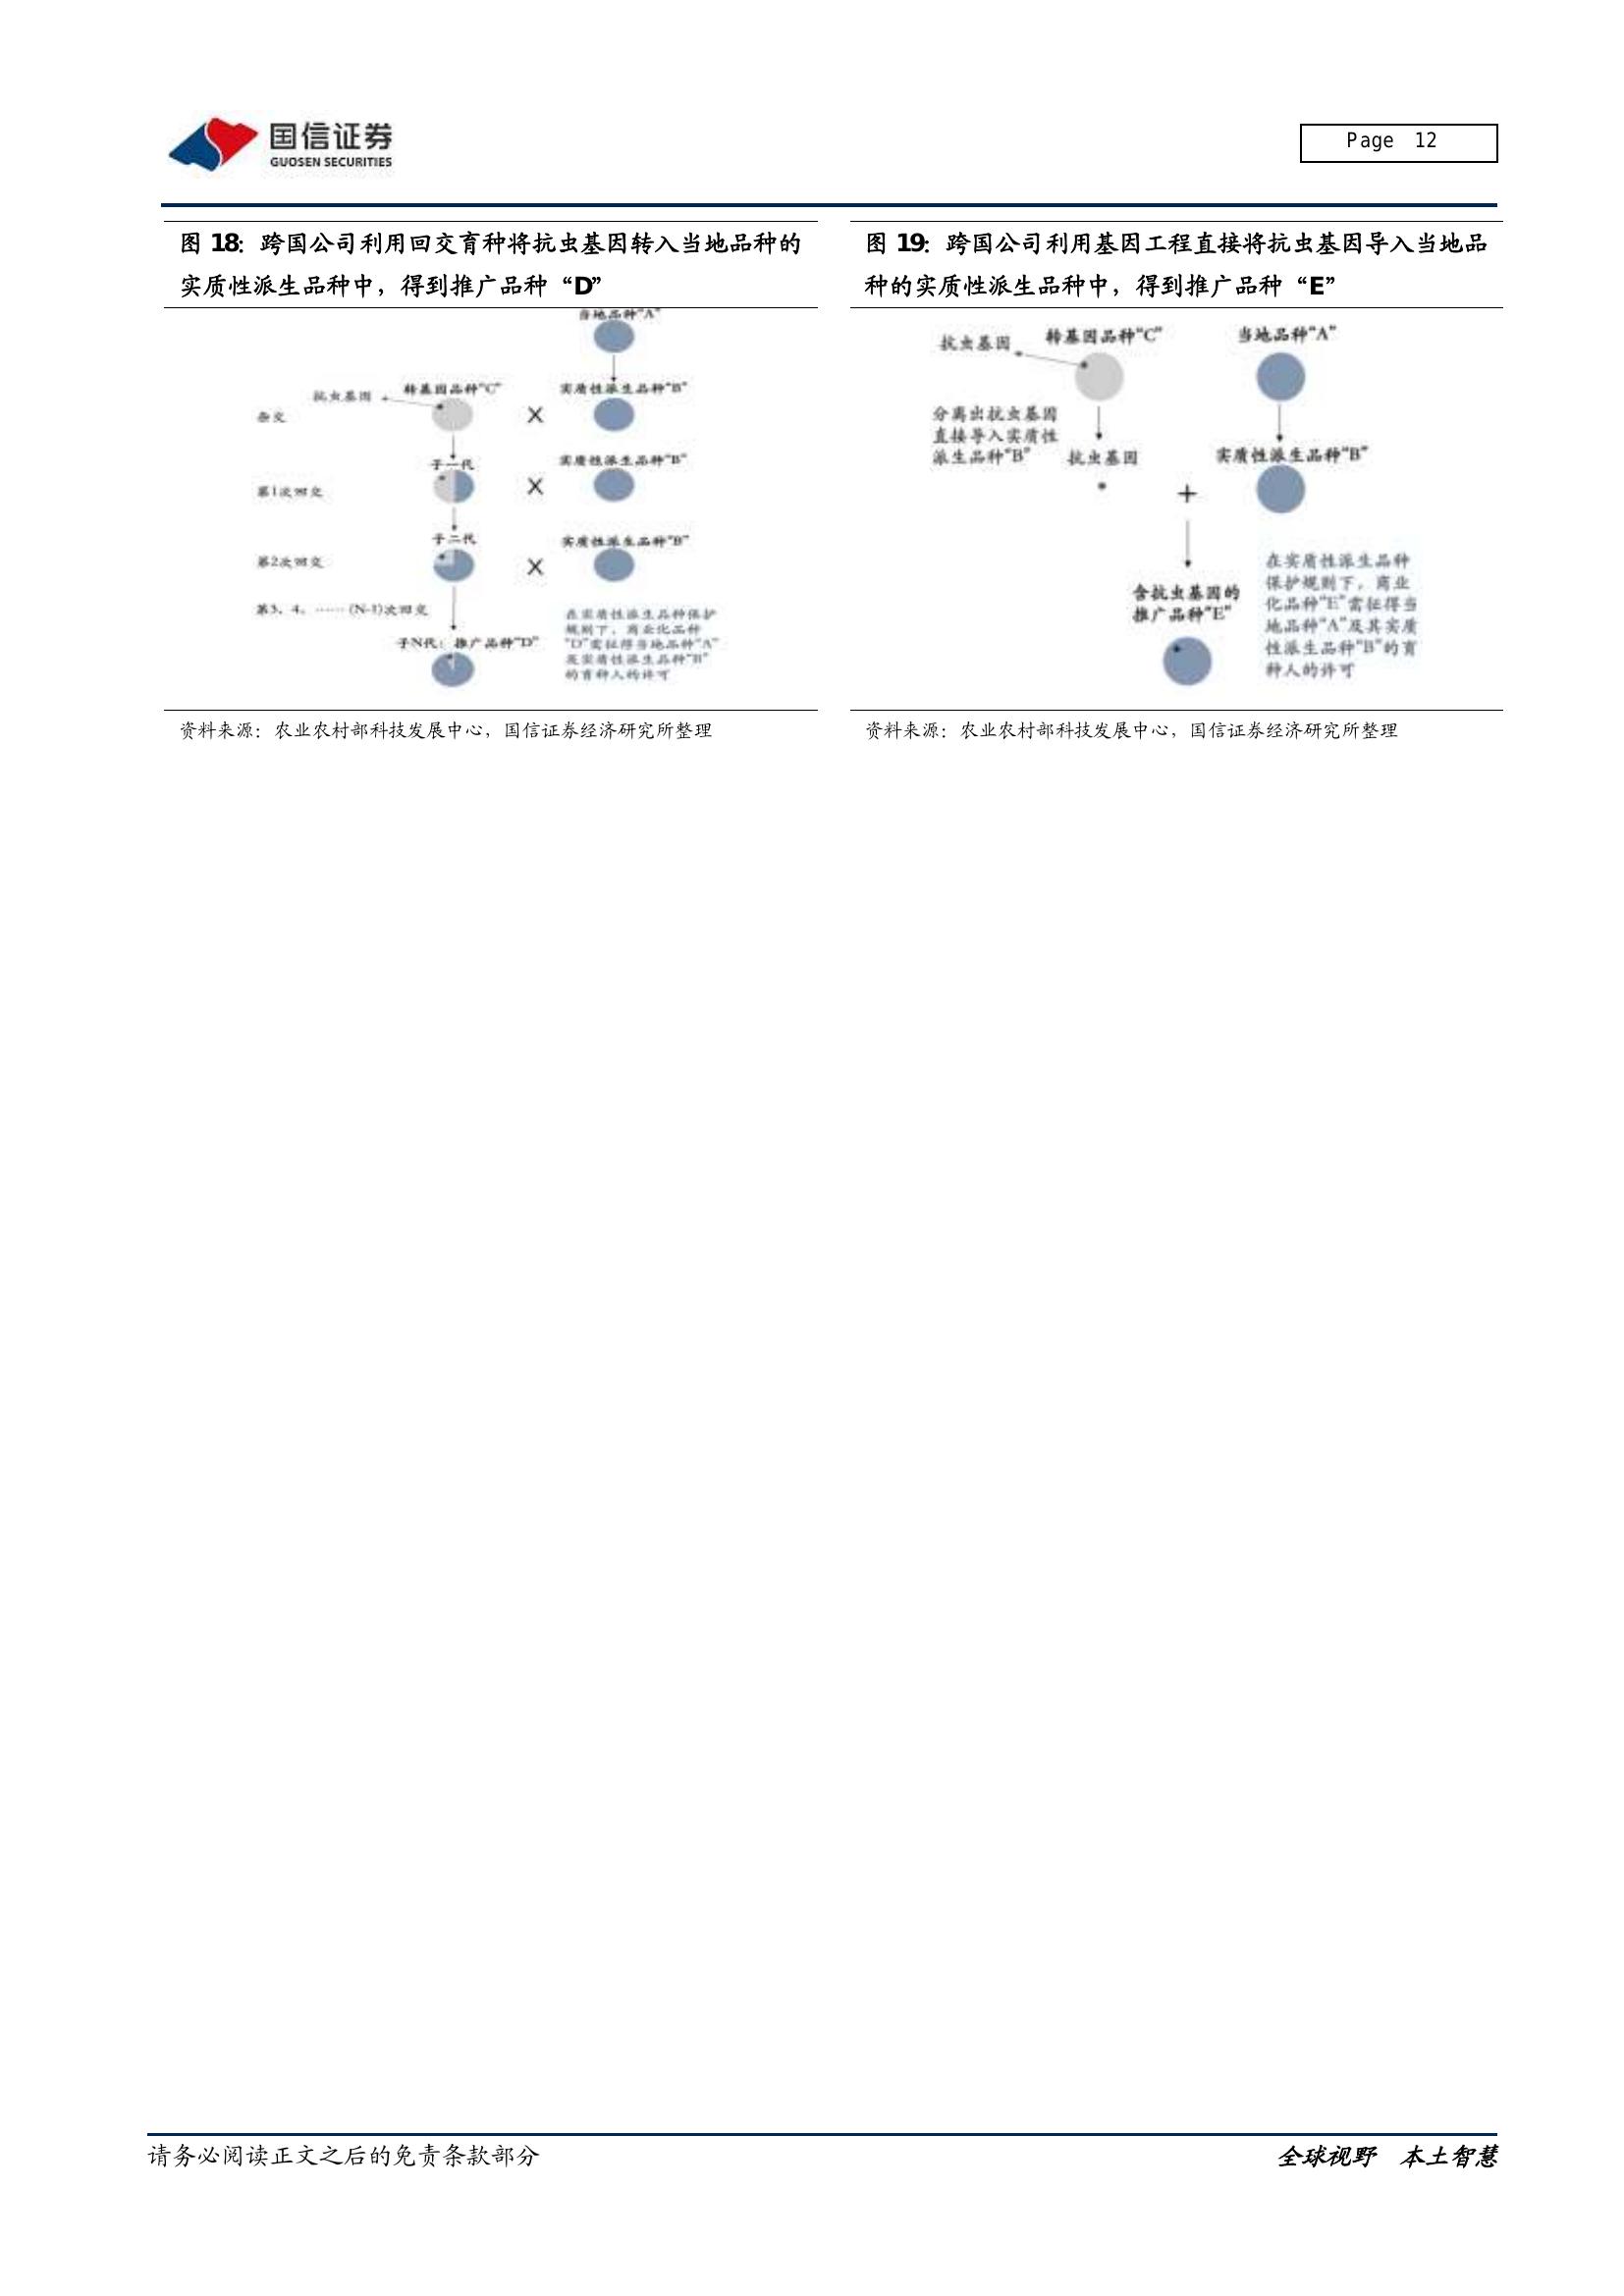 国信证券
GUOSEN SECURITIES
Page 12
图 18：跨国公司利用回交育种将抗虫基因转入当地品种的
实质性派生品种中，得到推广品种“D”
当地品种“A”
抗虫基因
转基因品种“C”
实质性派生品种“B”
杂交
X
子一代
实质性派生品种“B”
第1次回交
X
子二代
实质性派生品种“B”
第2次回交
X
第3、4、……(N-1)次回交
子N代：推广品种“D”
在实质性派生品种保护
规则下，商业化品种
“D”需征得当地品种“A”
及实质性派生品种“B”
的育种人的许可
资料来源：农业农村部科技发展中心，国信证券经济研究所整理
图 19：跨国公司利用基因工程直接将抗虫基因导入当地品
种的实质性派生品种中，得到推广品种“E”
抗虫基因
转基因品种“C”
当地品种“A”
分离出抗虫基因
直接导入实质性
派生品种“B”
抗虫基因
实质性派生品种“B”
+
含抗虫基因的
推广品种“E”
在实质性派生品种
保护规则下，商业
化品种“E”需征得当
地品种“A”及其实质
性派生品种“B”的育
种人的许可
资料来源：农业农村部科技发展中心，国信证券经济研究所整理
请务必阅读正文之后的免责条款部分
全球视野 本土智慧